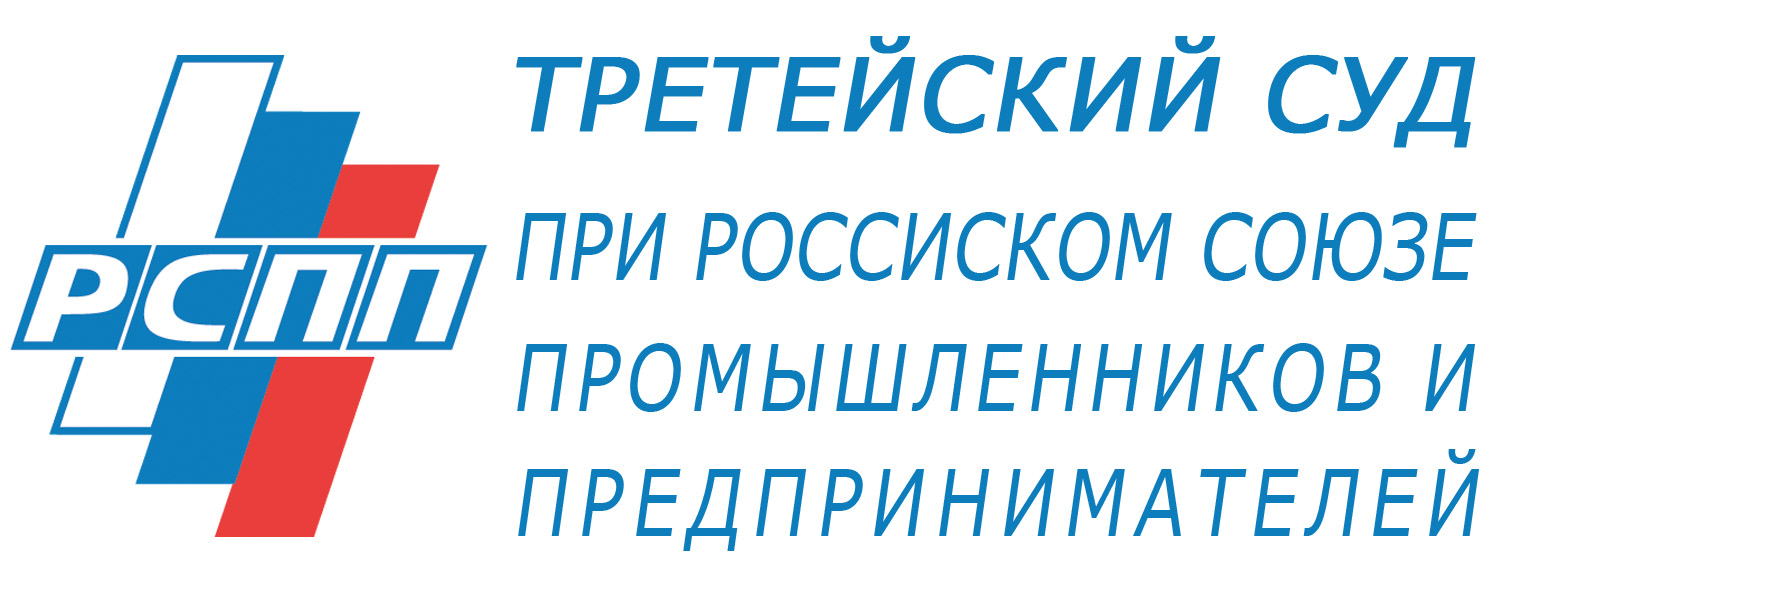 РСПП
ТРЕТЕЙСКИЙ СУД
ПРИ РОССИСКОМ СОЮЗЕ
ПРОМЫШЛЕННИКОВ И
ПРЕДПРИНИМАТЕЛЕЙ